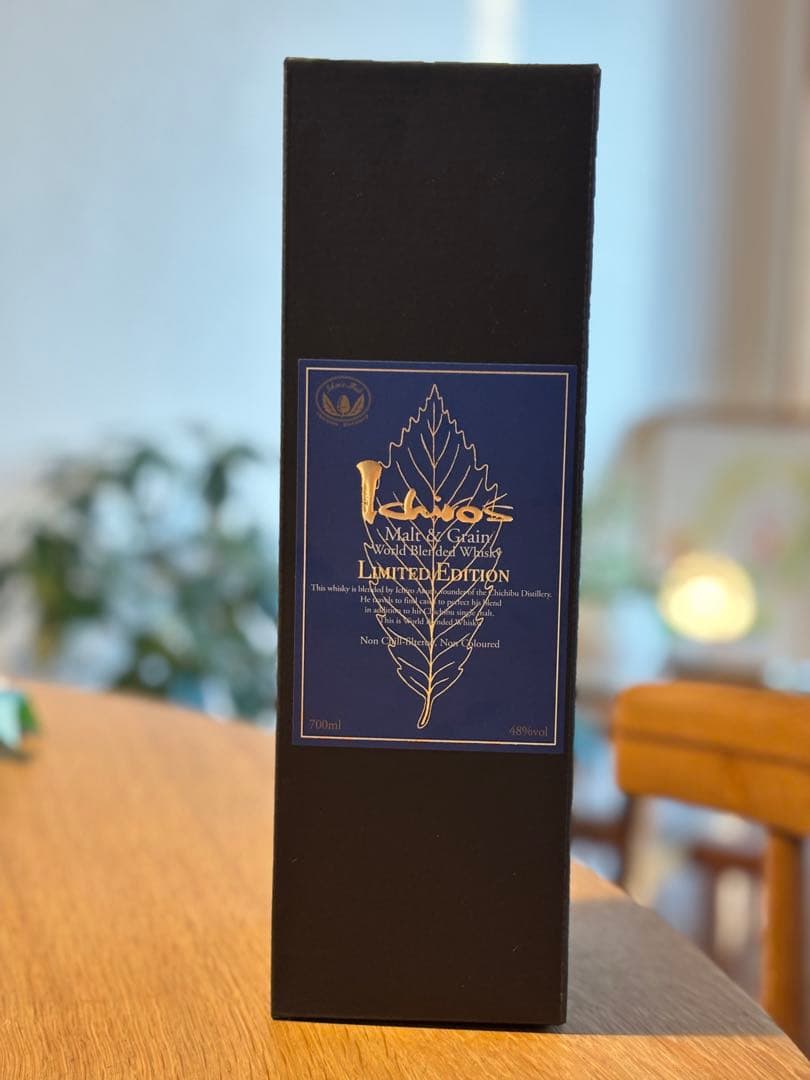 Ichiro's Malt
Ichiro's
Malt & Grain
World Blended Whisky
LIMITED EDITION
This whisky is blended by Ichiro Akuto, founder of the Chichibu Distillery.
He travels to find casks to perfect his blend
in addition to his Chichibu single malt.
This is World Blended Whisky
Non Chill-filtered, Non Coloured
700ml
48%vol